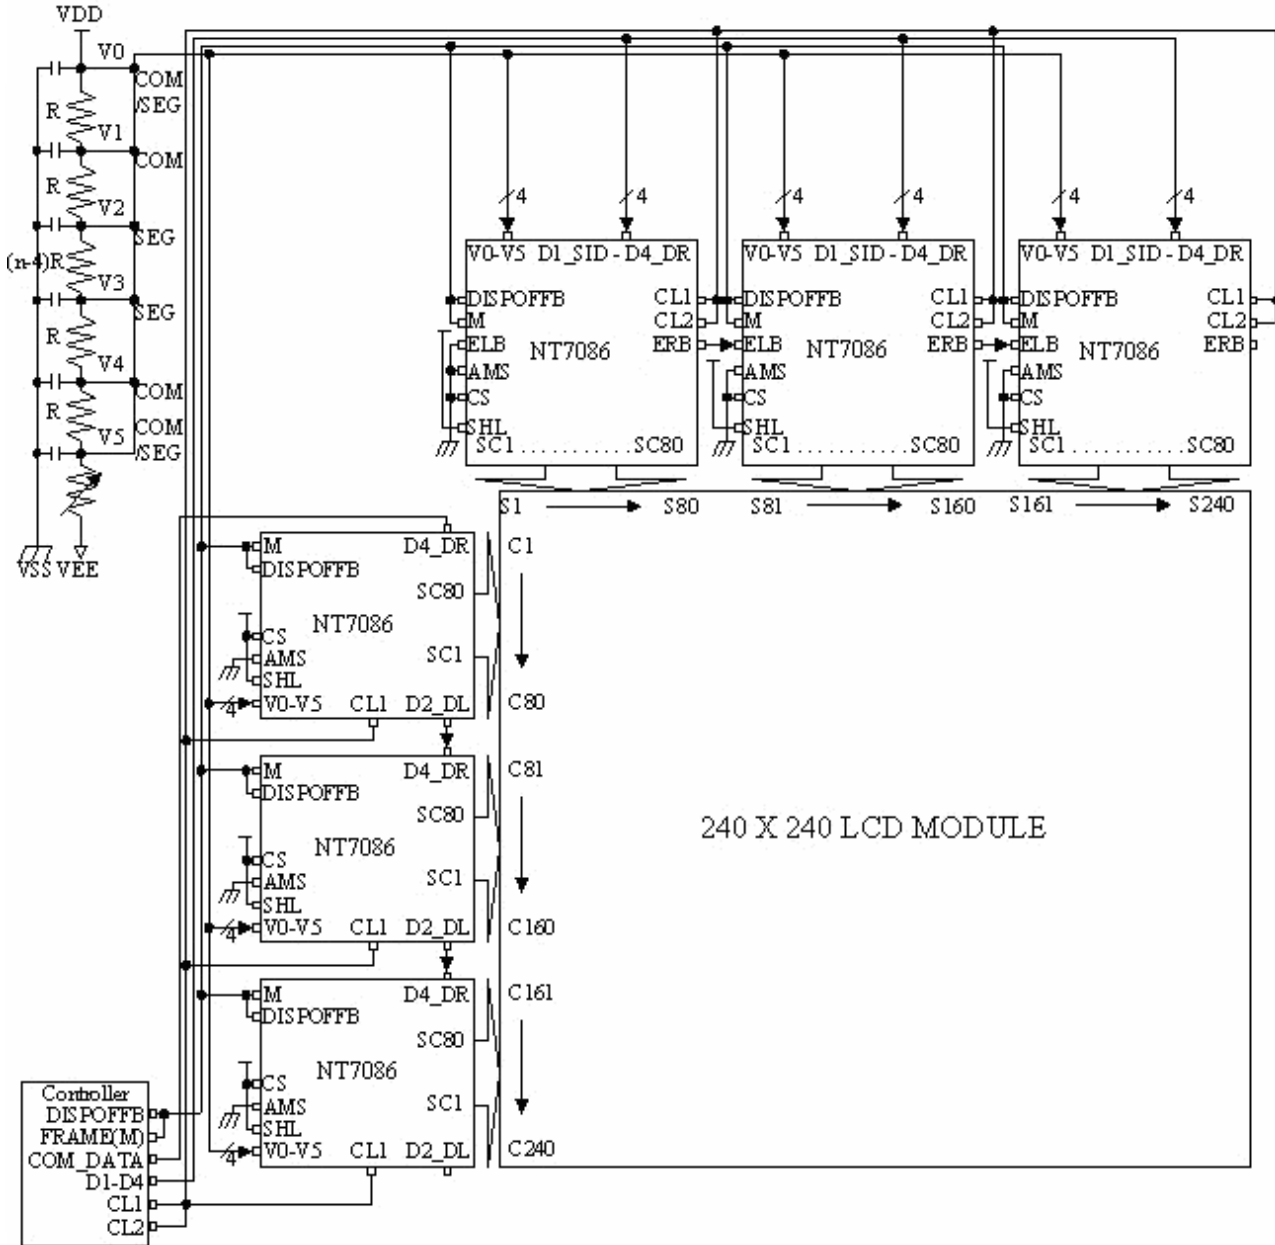 VDD
V0
COM
/SEG
R
V1
COM
R
V2
SEG
(n-4)R
V3
SEG
R
V4
COM
R
COM
V5
/SEG
VSS VEE
4
4
4
4
4
4
V0-V5 D1_SID - D4_DR
DISPOFFB
CL1
M
CL2
ELB
ERB
NT7086
AMS
CS
SHL
SC1 . . . . . . . . . . SC80
V0-V5 D1_SID - D4_DR
DISPOFFB
CL1
M
CL2
ELB
ERB
NT7086
AMS
CS
SHL
SC1 . . . . . . . . . . SC80
V0-V5 D1_SID - D4_DR
DISPOFFB
CL1
M
CL2
ELB
ERB
NT7086
AMS
CS
SHL
SC1 . . . . . . . . . . SC80
S1 S80 S81 S160 S161 S240
M
D4_DR
DISPOFFB
SC80
NT7086
CS
AMS
SC1
SHL
4
V0-V5 CL1 D2_DL
C1
C80
M
D4_DR
DISPOFFB
SC80
NT7086
CS
AMS
SC1
SHL
4
V0-V5 CL1 D2_DL
C81
C160
240 X 240 LCD MODULE
M
D4_DR
DISPOFFB
SC80
NT7086
CS
AMS
SC1
SHL
4
V0-V5 CL1 D2_DL
C161
C240
Controller
DISPOFFB
FRAME(M)
COM_DATA
D1-D4
CL1
CL2